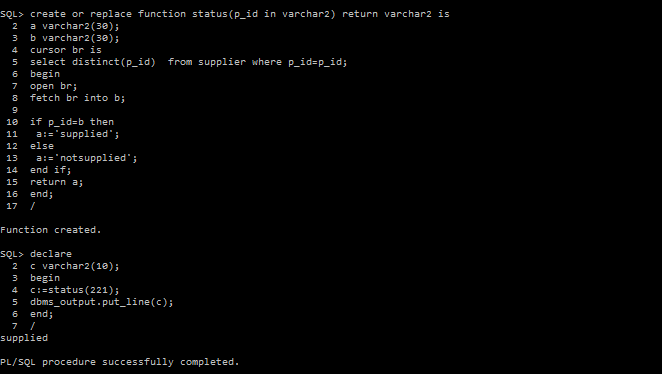 SQL> create or replace function status(p_id in varchar2) return varchar2 is
2 a varchar2(30);
3 b varchar2(30);
4 cursor br is
5 select distinct(p_id)  from supplier where p_id=p_id;
6 begin
7 open br;
8 fetch br into b;
9
10 if p_id=b then
11  a:='supplied';
12 else
13  a:='notsupplied';
14 end if;
15 return a;
16 end;
17 /
Function created.
SQL> declare
2 c varchar2(10);
3 begin
4 c:=status(221);
5 dbms_output.put_line(c);
6 end;
7 /
supplied
PL/SQL procedure successfully completed.